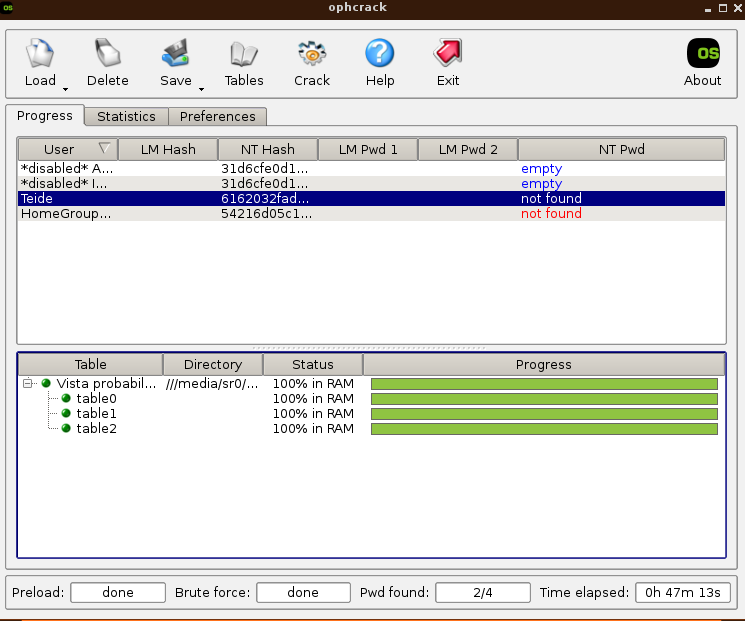 os
ophcrack
Load Delete Save Tables Crack Help Exit os About
Progress Statistics Preferences
User LM Hash NT Hash LM Pwd 1 LM Pwd 2 NT Pwd
*disabled* A... 31d6cfe0d1... empty
*disabled* I... 31d6cfe0d1... empty
Teide 6162032fad... not found
HomeGroup... 54216d05c1... not found
Table Directory Status Progress
Vista probabil... ///media/sr0/... 100% in RAM
table0 100% in RAM
table1 100% in RAM
table2 100% in RAM
Preload: done Brute force: done Pwd found: 2/4 Time elapsed: 0h 47m 13s